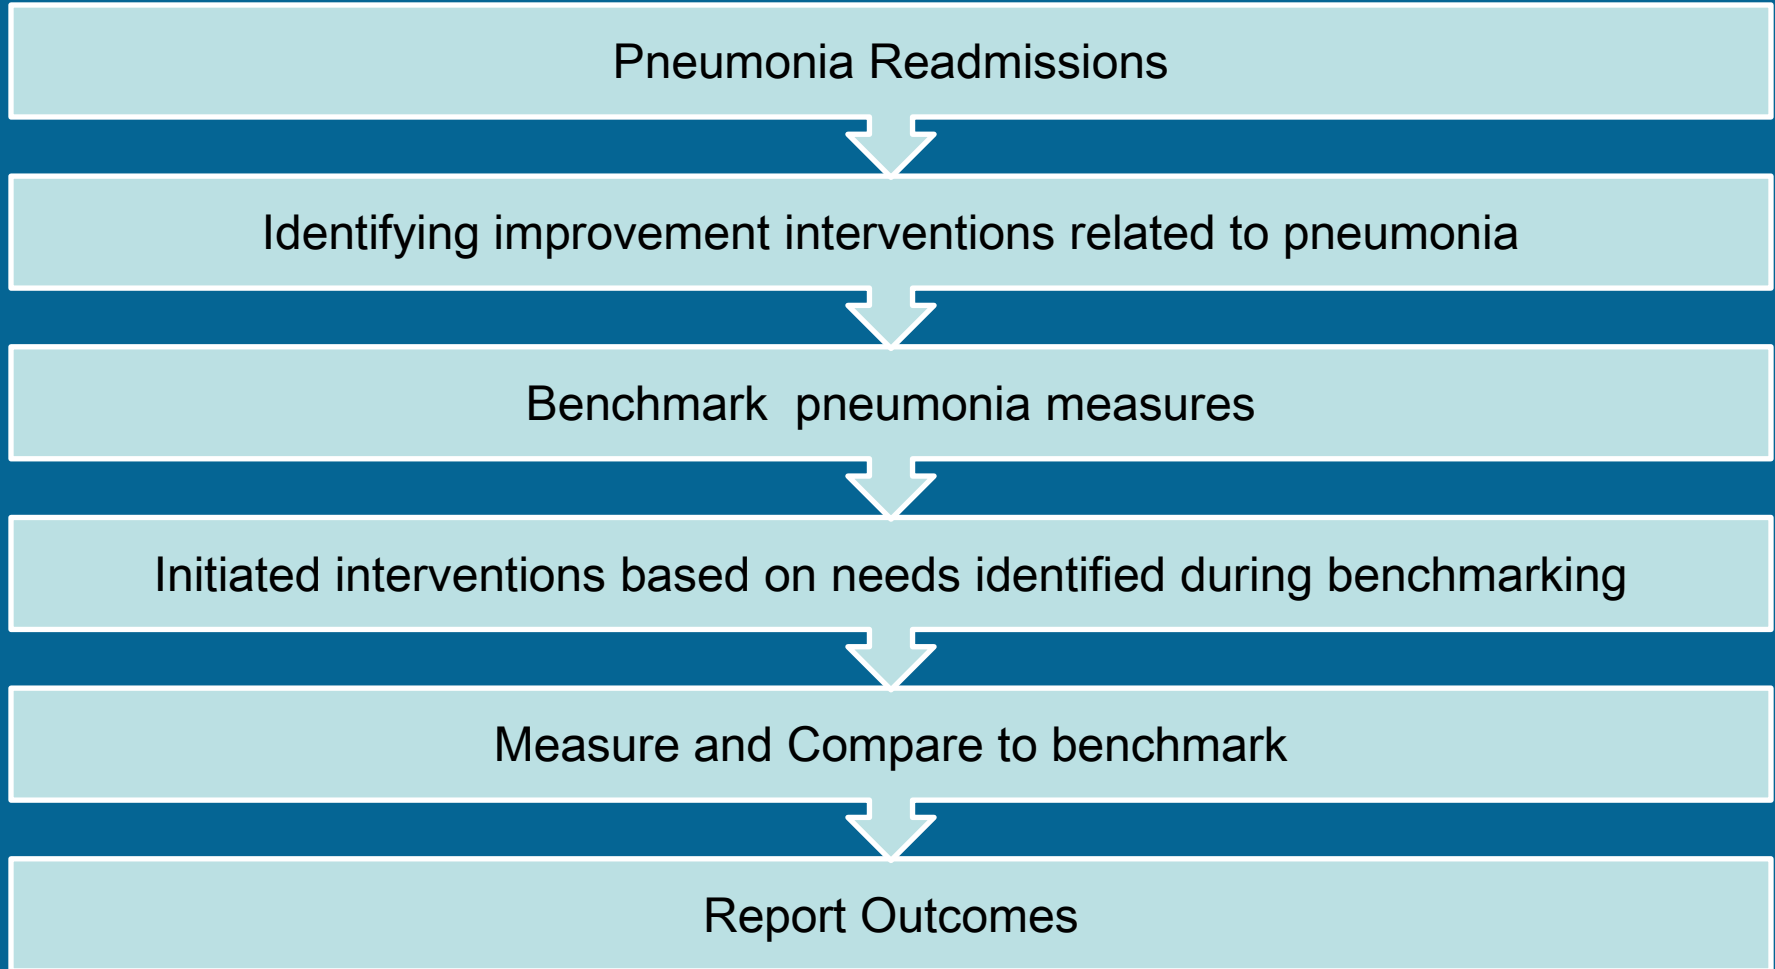 Pneumonia Readmissions
Identifying improvement interventions related to pneumonia
Benchmark  pneumonia measures
Initiated interventions based on needs identified during benchmarking
Measure and Compare to benchmark
Report Outcomes